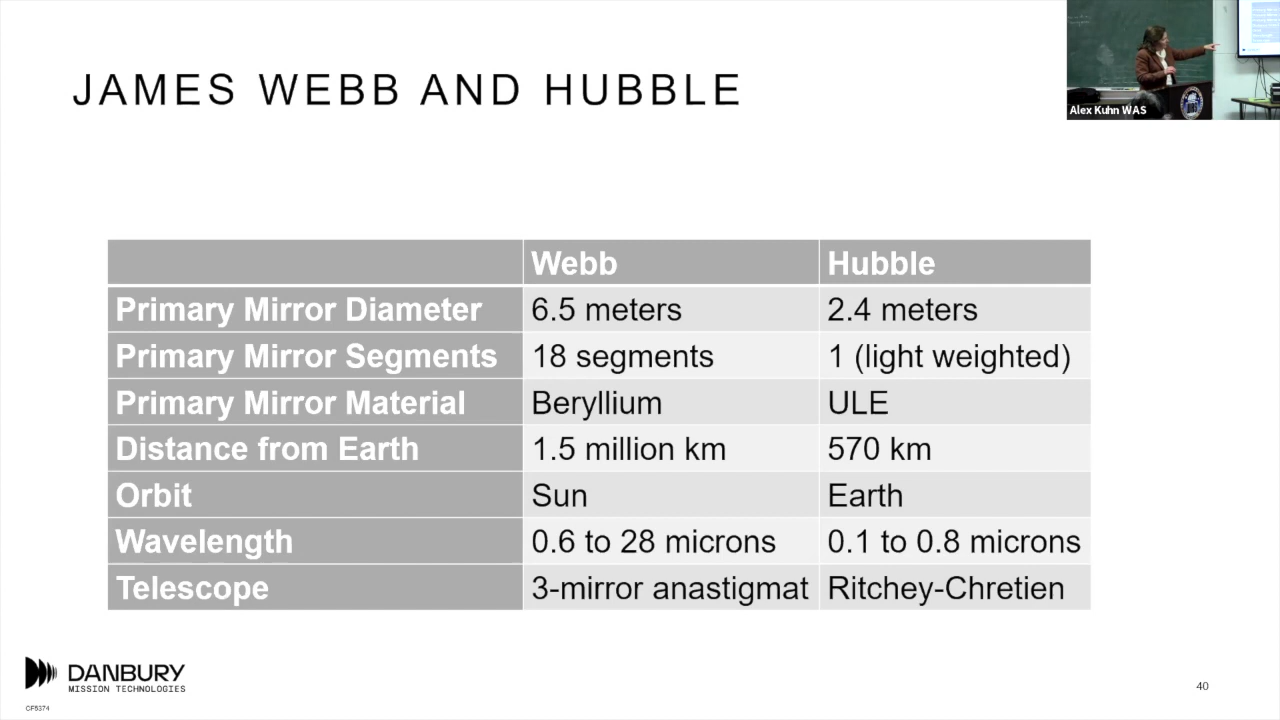 JAMES WEBB AND HUBBLE
Alex Kuhn WAS
Webb Hubble
Primary Mirror Diameter 6.5 meters 2.4 meters
Primary Mirror Segments 18 segments 1 (light weighted)
Primary Mirror Material Beryllium ULE
Distance from Earth 1.5 million km 570 km
Orbit Sun Earth
Wavelength 0.6 to 28 microns 0.1 to 0.8 microns
Telescope 3-mirror anastigmat Ritchey-Chretien
DANBURY
MISSION TECHNOLOGIES
CF5374
40